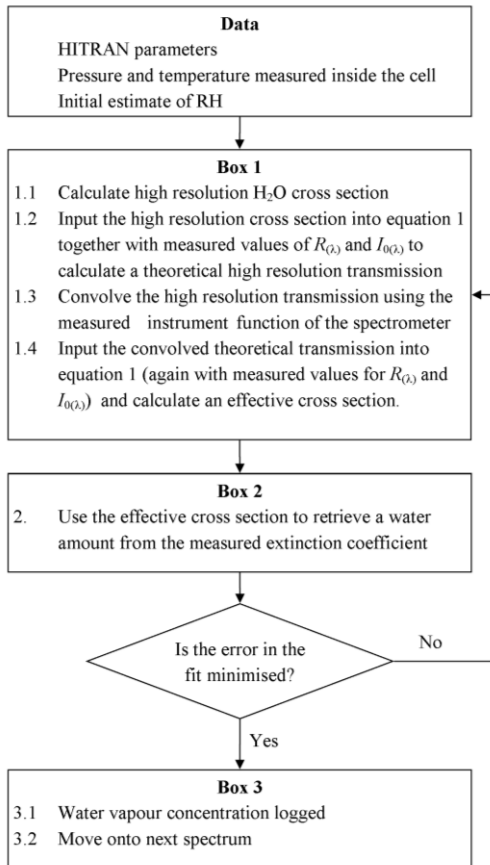 Data
HITRAN parameters
Pressure and temperature measured inside the cell
Initial estimate of RH
Box 1
1.1 Calculate high resolution H₂O cross section
1.2 Input the high resolution cross section into equation 1
together with measured values of R(λ) and I0(λ) to
calculate a theoretical high resolution transmission
1.3 Convolve the high resolution transmission using the
measured instrument function of the spectrometer
1.4 Input the convolved theoretical transmission into
equation 1 (again with measured values for R(λ) and
I0(λ)) and calculate an effective cross section.
Box 2
2. Use the effective cross section to retrieve a water
amount from the measured extinction coefficient
Is the error in the
fit minimised?
No
Yes
Box 3
3.1 Water vapour concentration logged
3.2 Move onto next spectrum